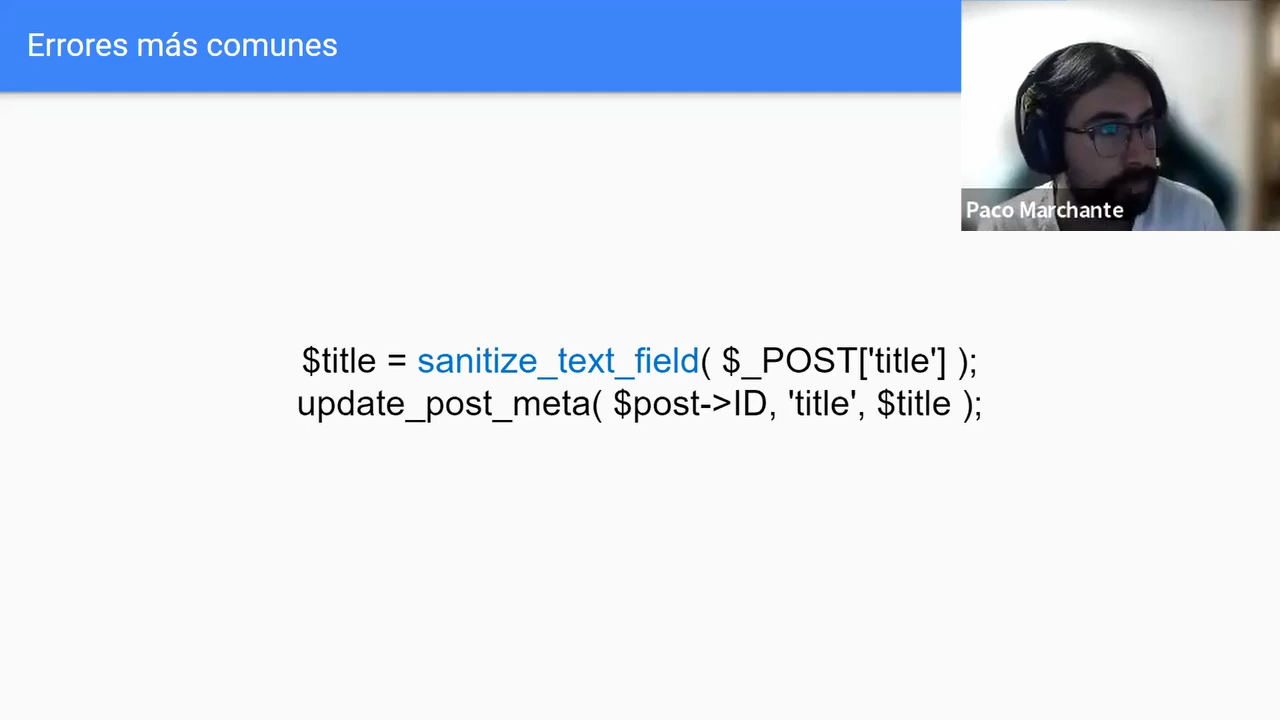 Errores más comunes
Paco Marchante
$title = sanitize_text_field( $_POST['title'] );
update_post_meta( $post->ID, 'title', $title );